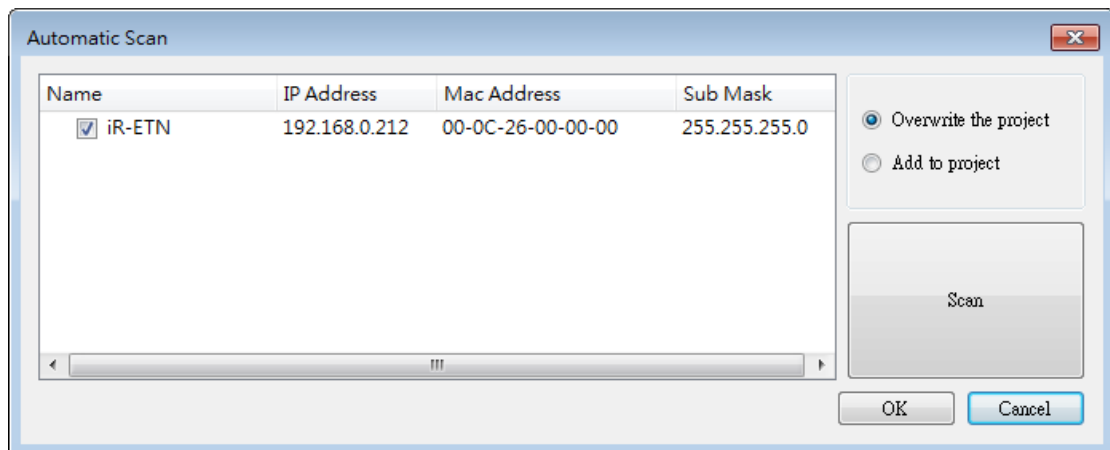 Automatic Scan
Name IP Address Mac Address Sub Mask
iR-ETN 192.168.0.212 00-0C-26-00-00-00 255.255.255.0
Overwrite the project
Add to project
Scan
OK Cancel